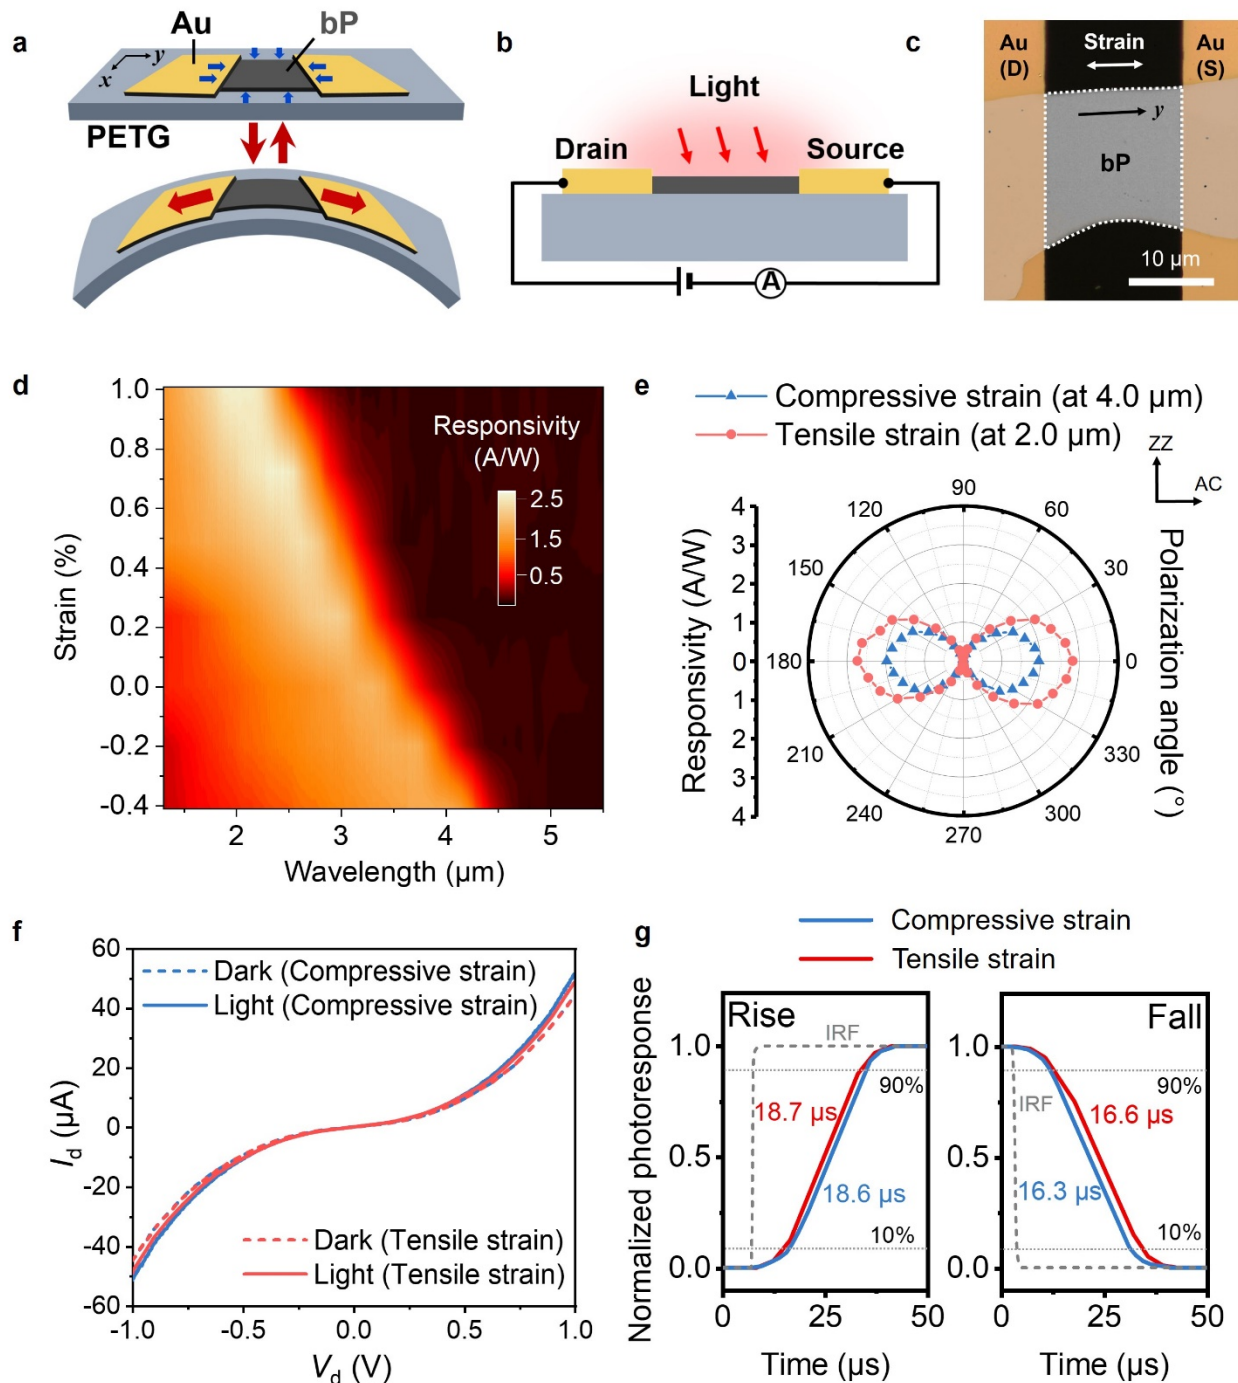 a
Au
bP
x
y
PETG
b
Light
Drain
Source
A
c
Au
(D)
Strain
Au
(S)
y
bP
10 µm
d
Responsivity
(A/W)
2.5
1.5
0.5
1.0
0.8
0.6
0.4
0.2
0.0
-0.2
-0.4
Strain (%)
2
3
4
5
Wavelength (µm)
e
Compressive strain (at 4.0 µm)
Tensile strain (at 2.0 µm)
ZZ
AC
4
3
2
1
0
1
2
3
4
Responsivity (A/W)
90
60
30
0
330
300
270
240
210
180
150
120
Polarization angle (°)
f
Dark (Compressive strain)
Light (Compressive strain)
Dark (Tensile strain)
Light (Tensile strain)
60
40
20
0
-20
-40
-60
I_d (µA)
-1.0
-0.5
0.0
0.5
1.0
V_d (V)
g
Compressive strain
Tensile strain
Normalized photoresponse
Rise
IRF
90%
18.7 µs
18.6 µs
10%
1.0
0.5
0.0
0
25
50
Time (µs)
Fall
90%
IRF
16.6 µs
16.3 µs
10%
1.0
0.5
0.0
0
25
50
Time (µs)